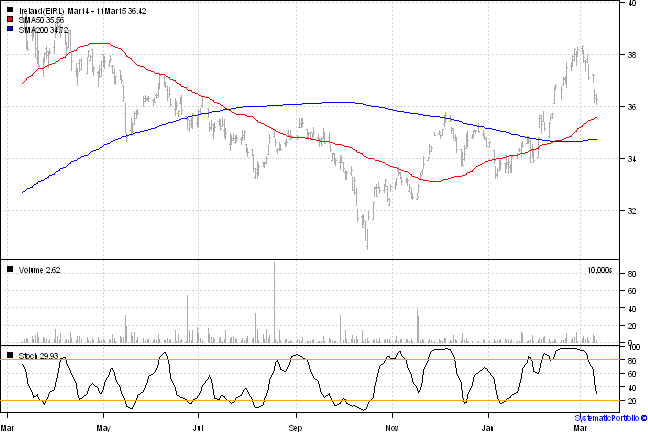 Ireland(EIRL) Mar14 - 11Mar15 36.42
SMA50 35.56
SMA200 34.72
40
38
36
34
32
Volume 2.62
10,000s
80
60
40
20
0
Stoch 29.93
100
80
60
40
20
Mar May Jul Sep Nov Jan Mar
SystematicPortfolio ©